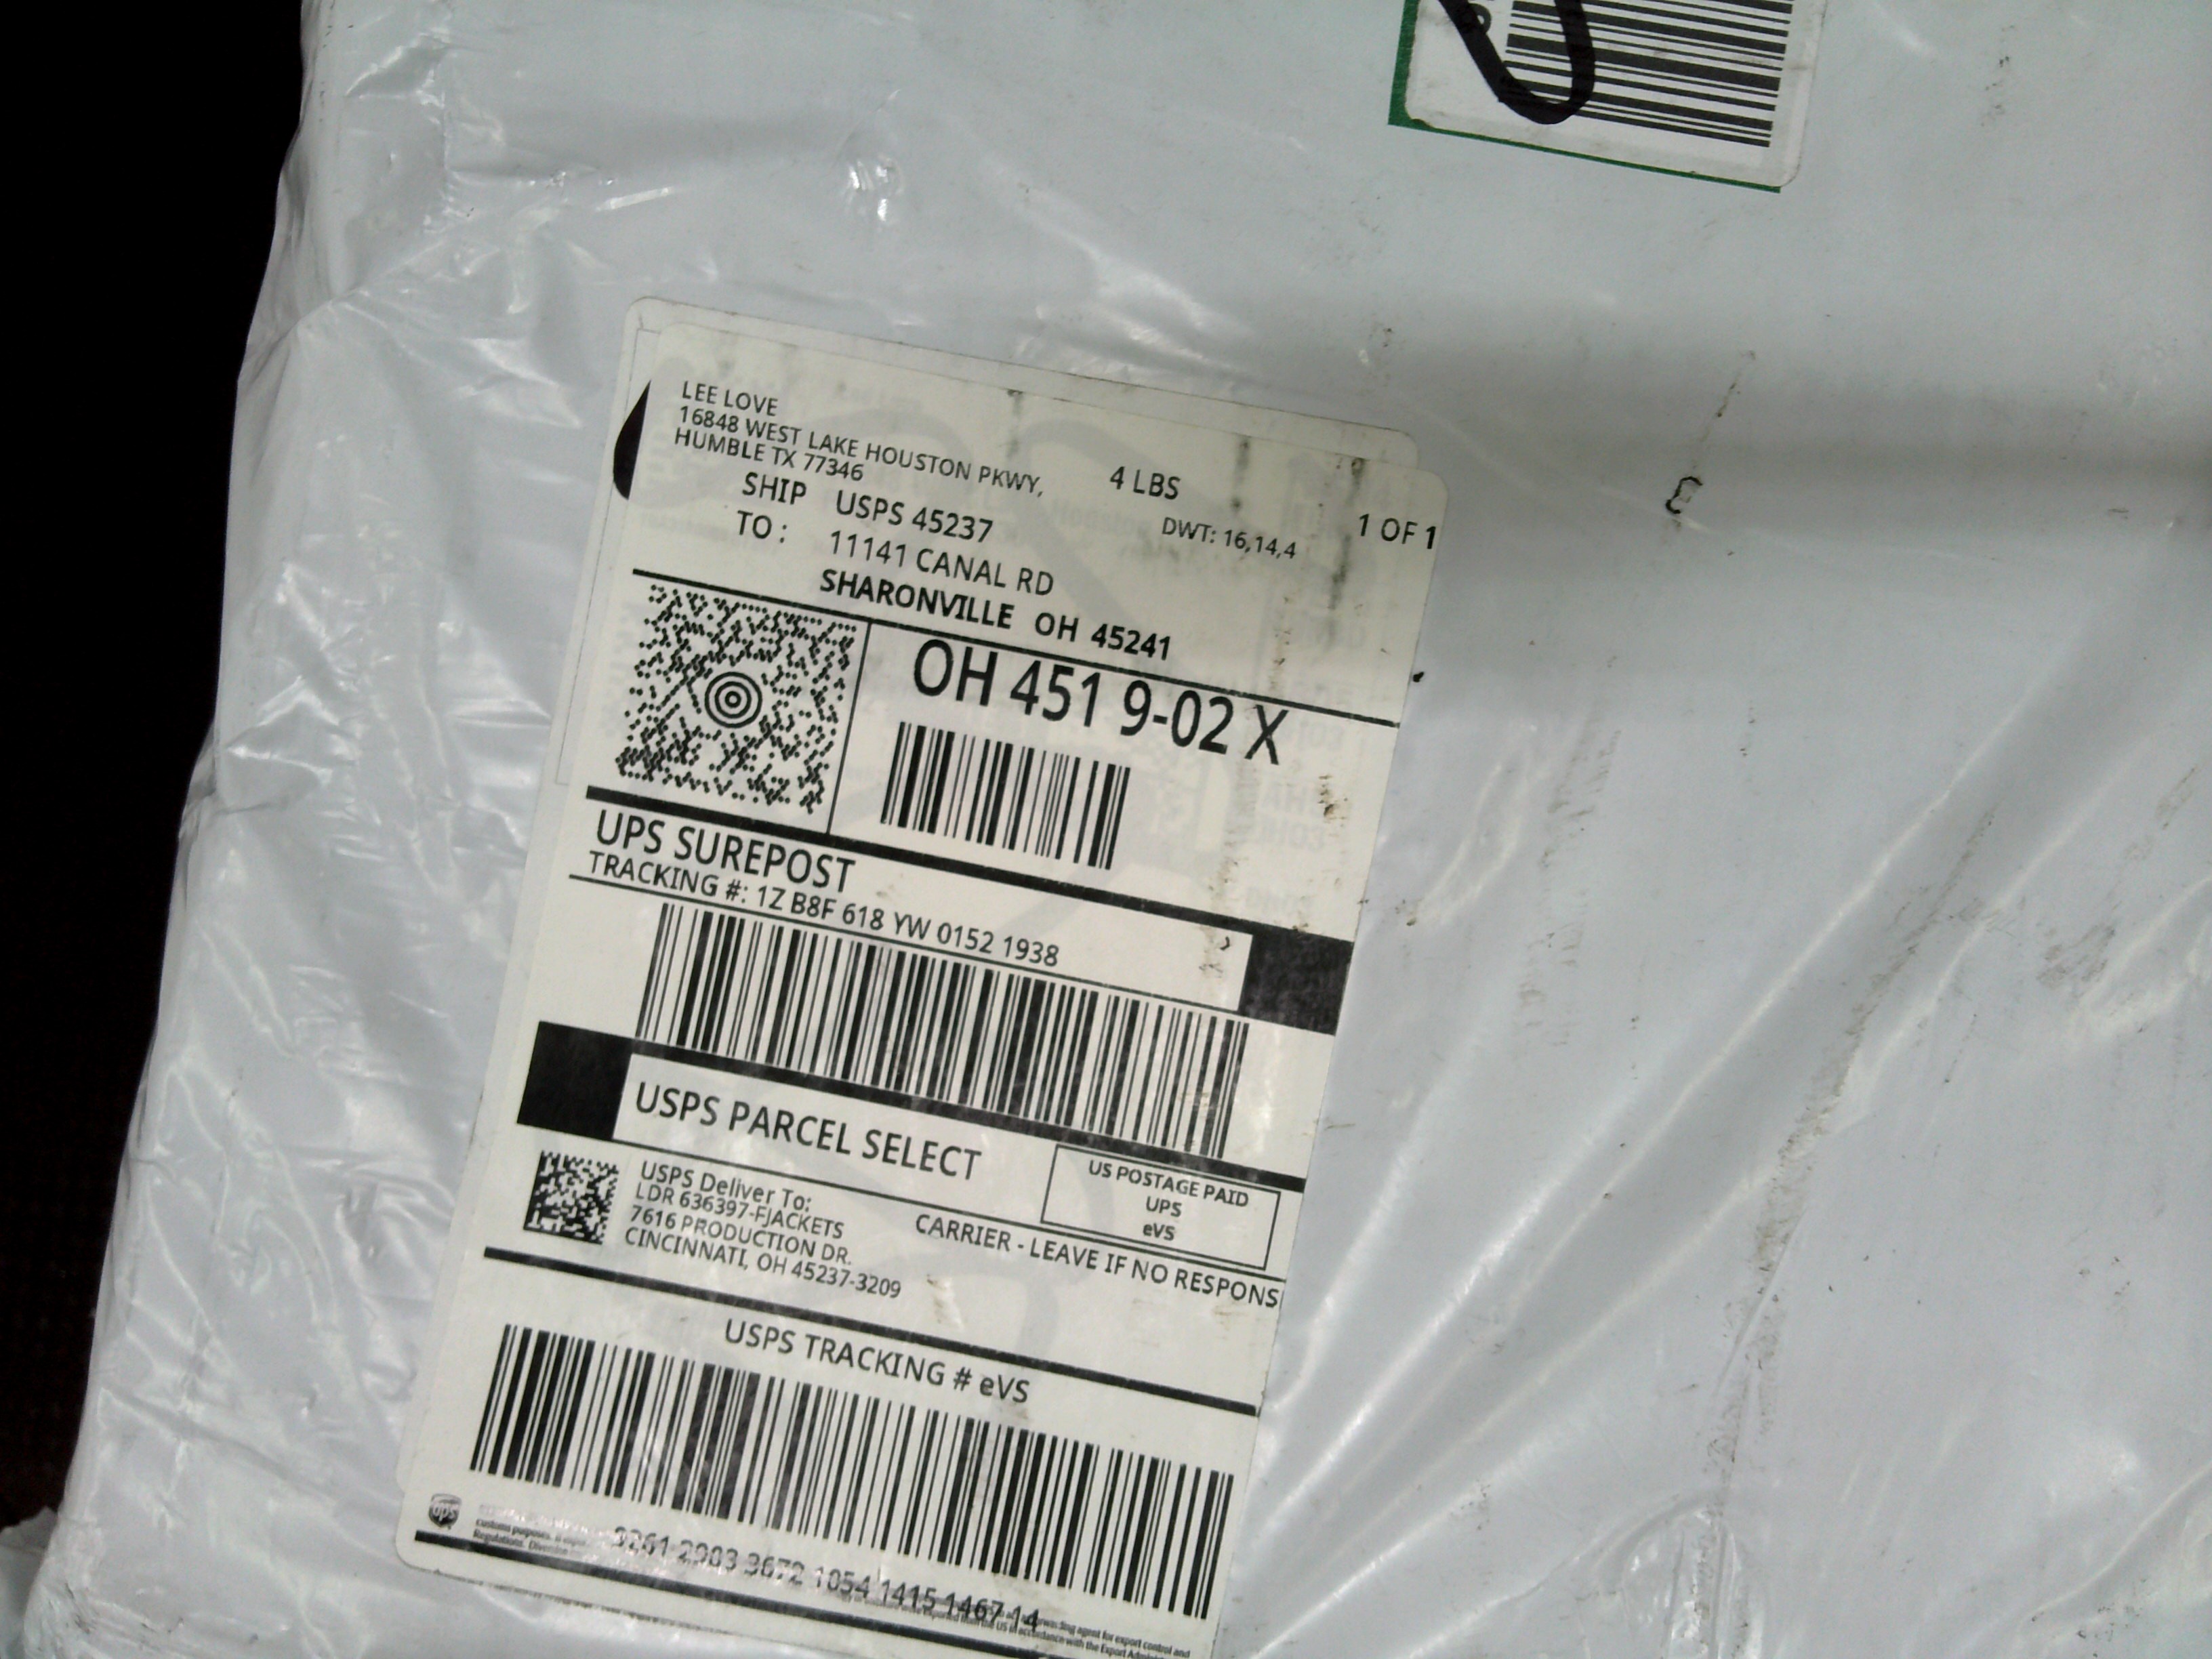 LEE LOVE
16848 WEST LAKE HOUSTON PKWY,
HUMBLE TX 77346
4 LBS
1 OF 1
DWT: 16,14,4
SHIP TO: USPS 45237
11141 CANAL RD
SHARONVILLE OH 45241
OH 451 9-02 X
UPS SUREPOST
TRACKING #: 1Z B8F 618 YW 0152 1938
USPS PARCEL SELECT
US POSTAGE PAID
UPS
eVS
USPS Deliver To:
LDR 636397-FJACKETS
7616 PRODUCTION DR.
CINCINNATI, OH 45237-3209
CARRIER - LEAVE IF NO RESPONS
USPS TRACKING # eVS
9261 2903 3672 1054 1415 1467 14
ups